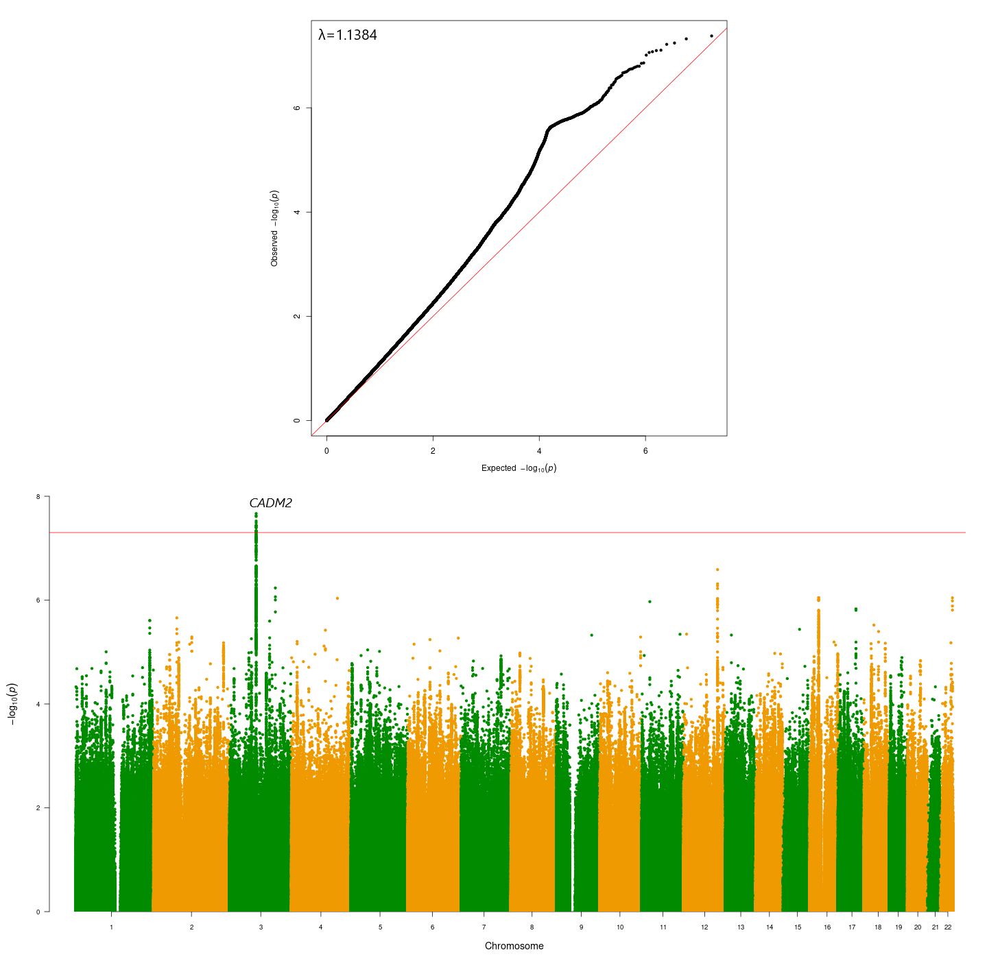 λ=1.1384
6
4
2
0
Observed −log10(p)
0 2 4 6
Expected −log10(p)
CADM2
8
6
4
2
0
−log10(p)
1 2 3 4 5 6 7 8 9 10 11 12 13 14 15 16 17 18 19 20 21 22
Chromosome